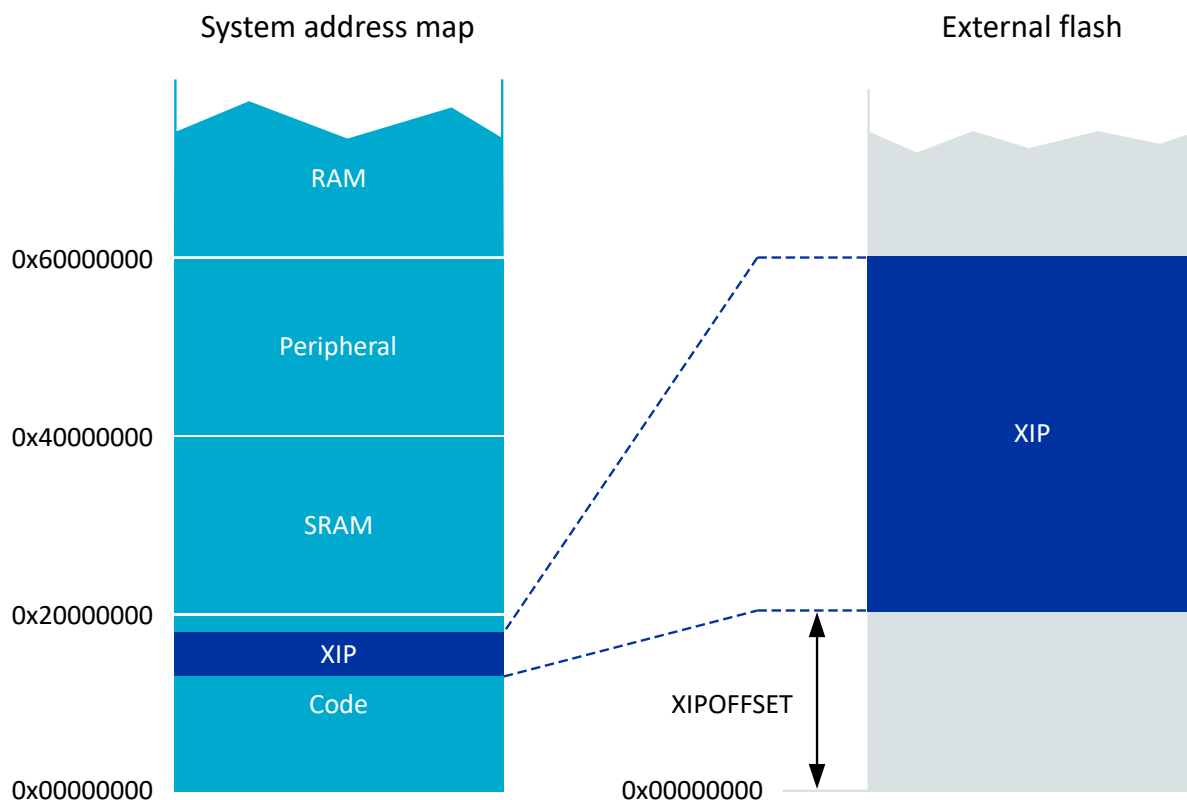 System address map
External flash
RAM
0x60000000
Peripheral
0x40000000
XIP
SRAM
0x20000000
XIP
Code
XIPOFFSET
0x00000000
0x00000000